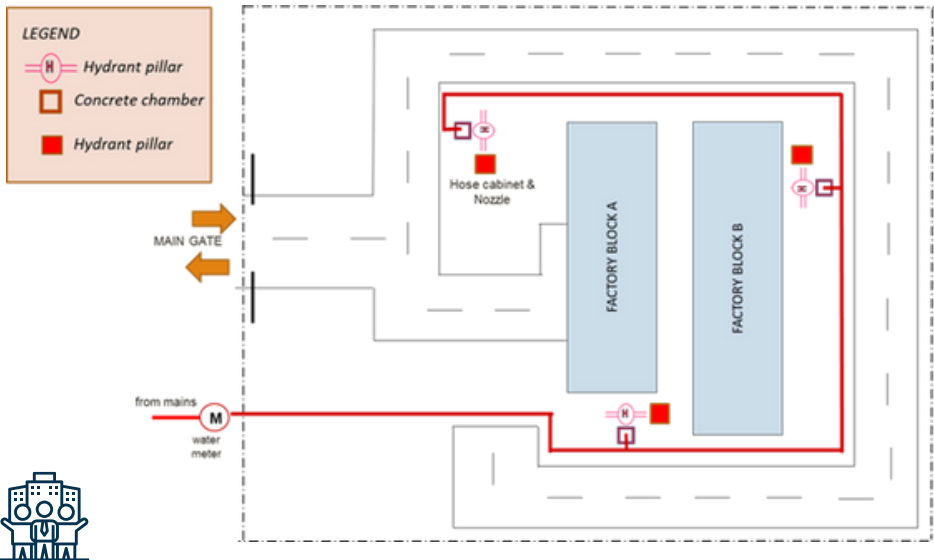 LEGEND
H Hydrant pillar
Concrete chamber
Hydrant pillar
H
Hose cabinet &
Nozzle
H
MAIN GATE
FACTORY BLOCK A
FACTORY BLOCK B
from mains
M
water
meter
H